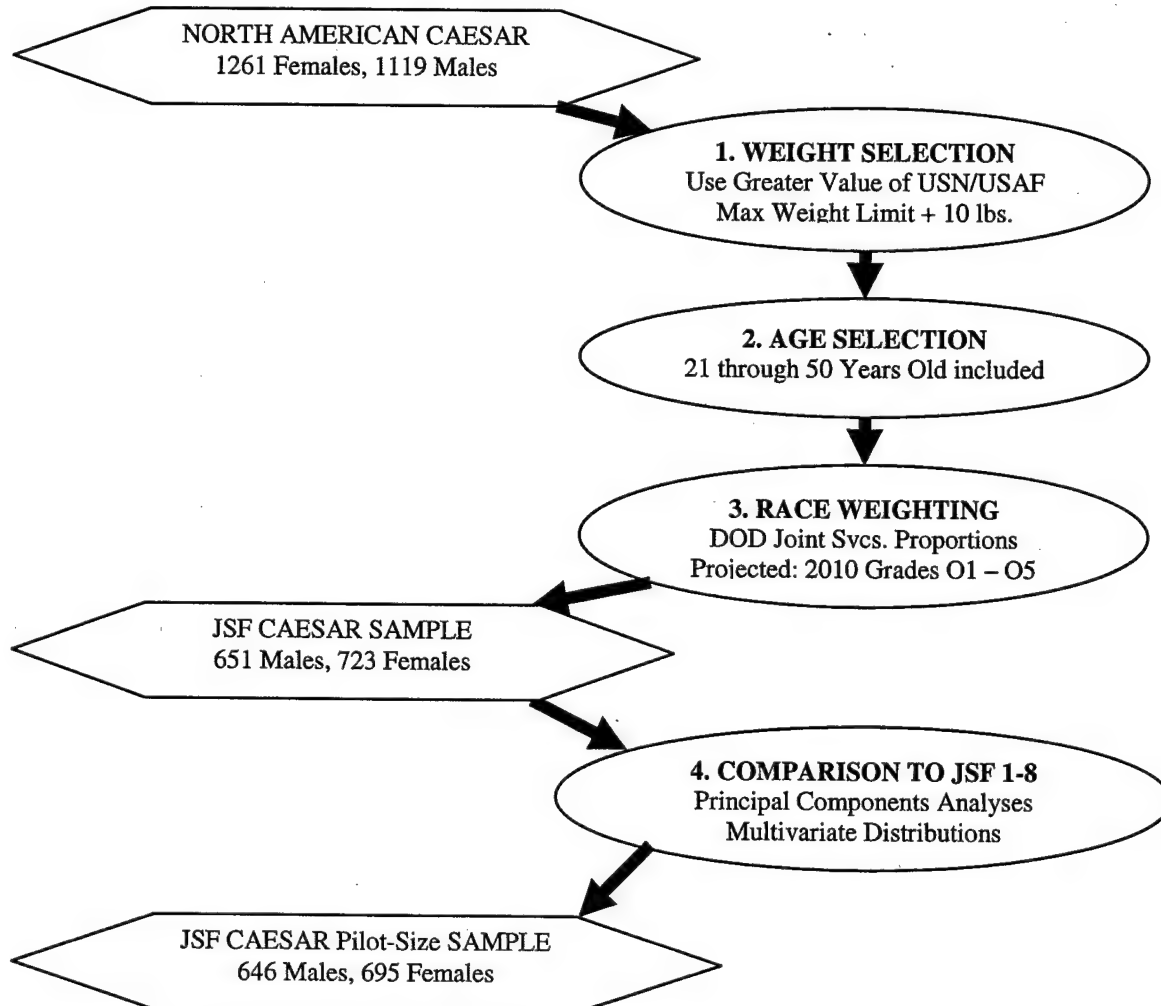 NORTH AMERICAN CAESAR
1261 Females, 1119 Males
1. WEIGHT SELECTION
Use Greater Value of USN/USAF
Max Weight Limit + 10 lbs.
2. AGE SELECTION
21 through 50 Years Old included
3. RACE WEIGHTING
DOD Joint Svcs. Proportions
Projected: 2010 Grades O1 – O5
JSF CAESAR SAMPLE
651 Males, 723 Females
4. COMPARISON TO JSF 1-8
Principal Components Analyses
Multivariate Distributions
JSF CAESAR Pilot-Size SAMPLE
646 Males, 695 Females